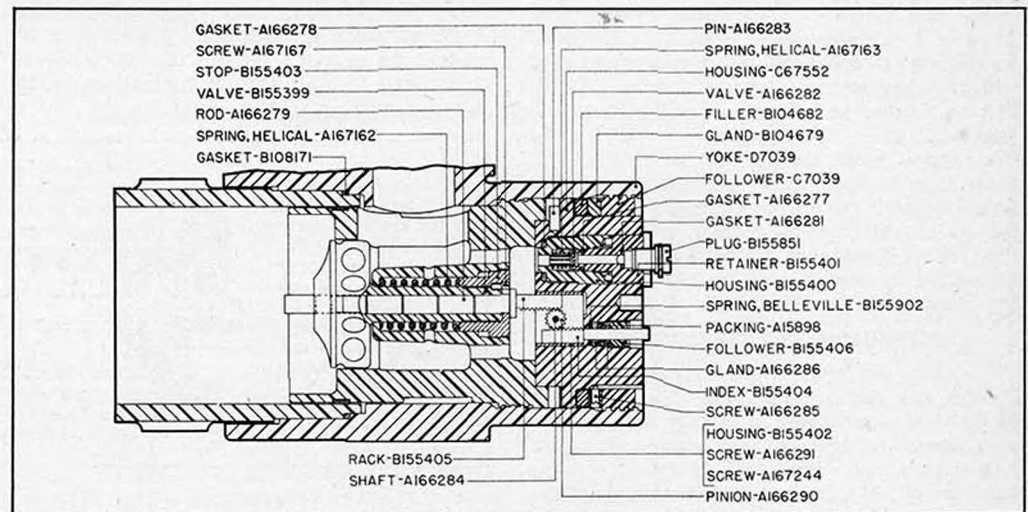 GASKET-A166278
SCREW-A167167
STOP-B155403
VALVE-B155399
ROD-A166279
SPRING, HELICAL-A167162
GASKET-B108171
PIN-A166283
SPRING, HELICAL-A167163
HOUSING-C67552
VALVE-A166282
FILLER-B104682
GLAND-B104679
YOKE-D7039
FOLLOWER-C7039
GASKET-A166277
GASKET-A166281
PLUG-B155851
RETAINER-B155401
HOUSING-B155400
SPRING, BELLEVILLE-B155902
PACKING-A15898
FOLLOWER-B155406
GLAND-A166286
INDEX-B155404
SCREW-A166285
HOUSING-B155402
SCREW-A166291
SCREW-A167244
PINION-A166290
RACK-B155405
SHAFT-A166284